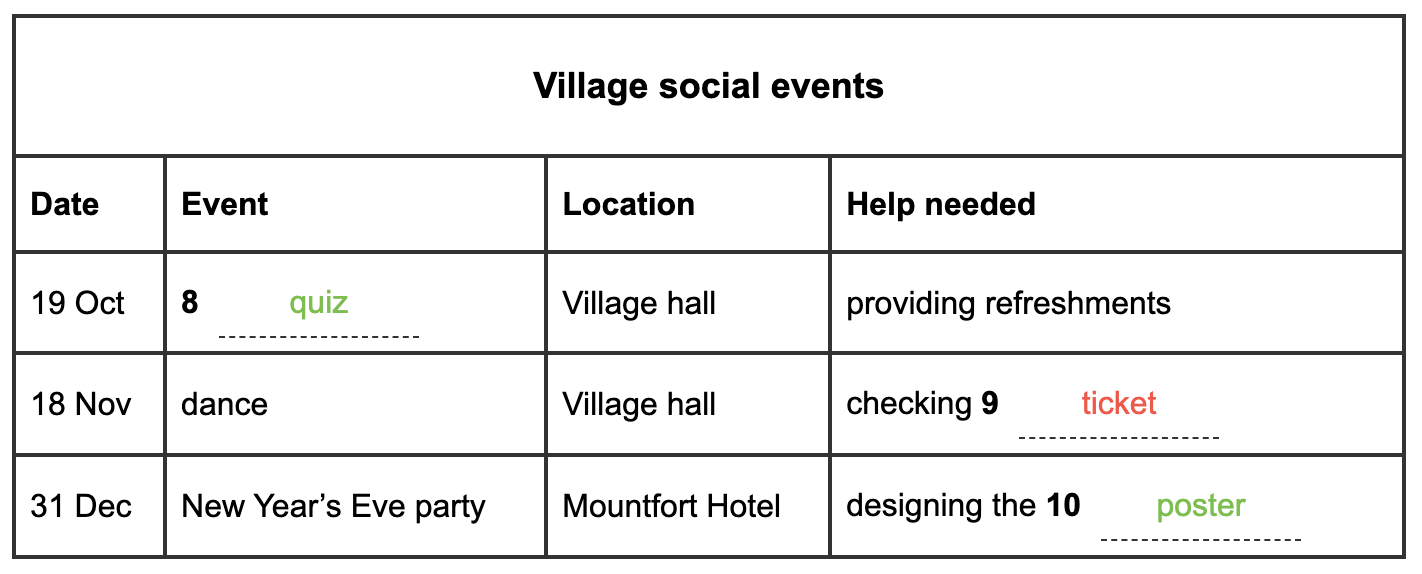 Village social events
Date Event Location Help needed
19 Oct 8 quiz Village hall providing refreshments
18 Nov dance Village hall checking 9 ticket
31 Dec New Year’s Eve party Mountfort Hotel designing the 10 poster